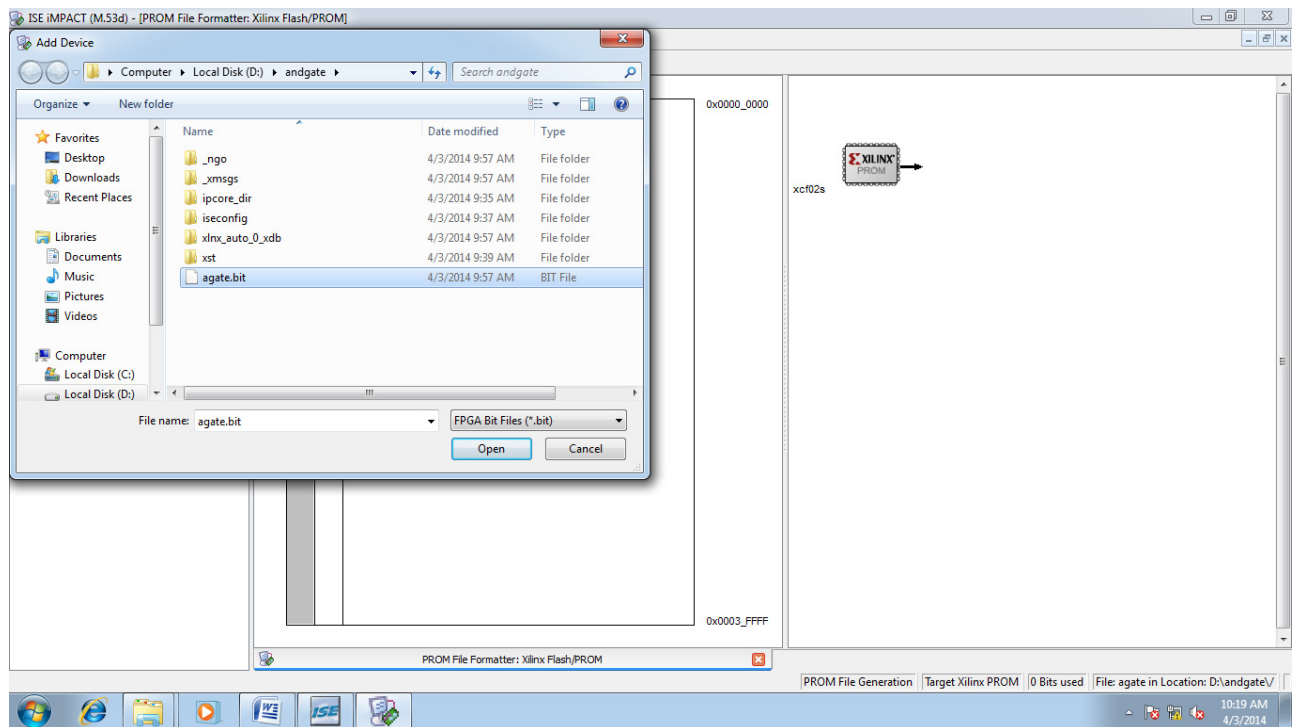 ISE iMPACT (M.53d) - [PROM File Formatter: Xilinx Flash/PROM]
Add Device
Computer Local Disk (D:) andgate
Search andgate
Organize New folder
Name Date modified Type
Favorites
Desktop
Downloads
Recent Places
Libraries
Documents
Music
Pictures
Videos
Computer
Local Disk (C:)
Local Disk (D:)
_ngo 4/3/2014 9:57 AM File folder
_xmsgs 4/3/2014 9:57 AM File folder
ipcore_dir 4/3/2014 9:35 AM File folder
iseconfig 4/3/2014 9:37 AM File folder
xlnx_auto_0_xdb 4/3/2014 9:57 AM File folder
xst 4/3/2014 9:39 AM File folder
agate.bit 4/3/2014 9:57 AM BIT File
File name: agate.bit FPGA Bit Files (*.bit)
Open Cancel
0x0000_0000
XILINX
PROM
xcf02s
0x0003_FFFF
PROM File Formatter: Xilinx Flash/PROM
PROM File Generation Target Xilinx PROM 0 Bits used File: agate in Location: D:\andgate\/
ISE
10:19 AM
4/3/2014